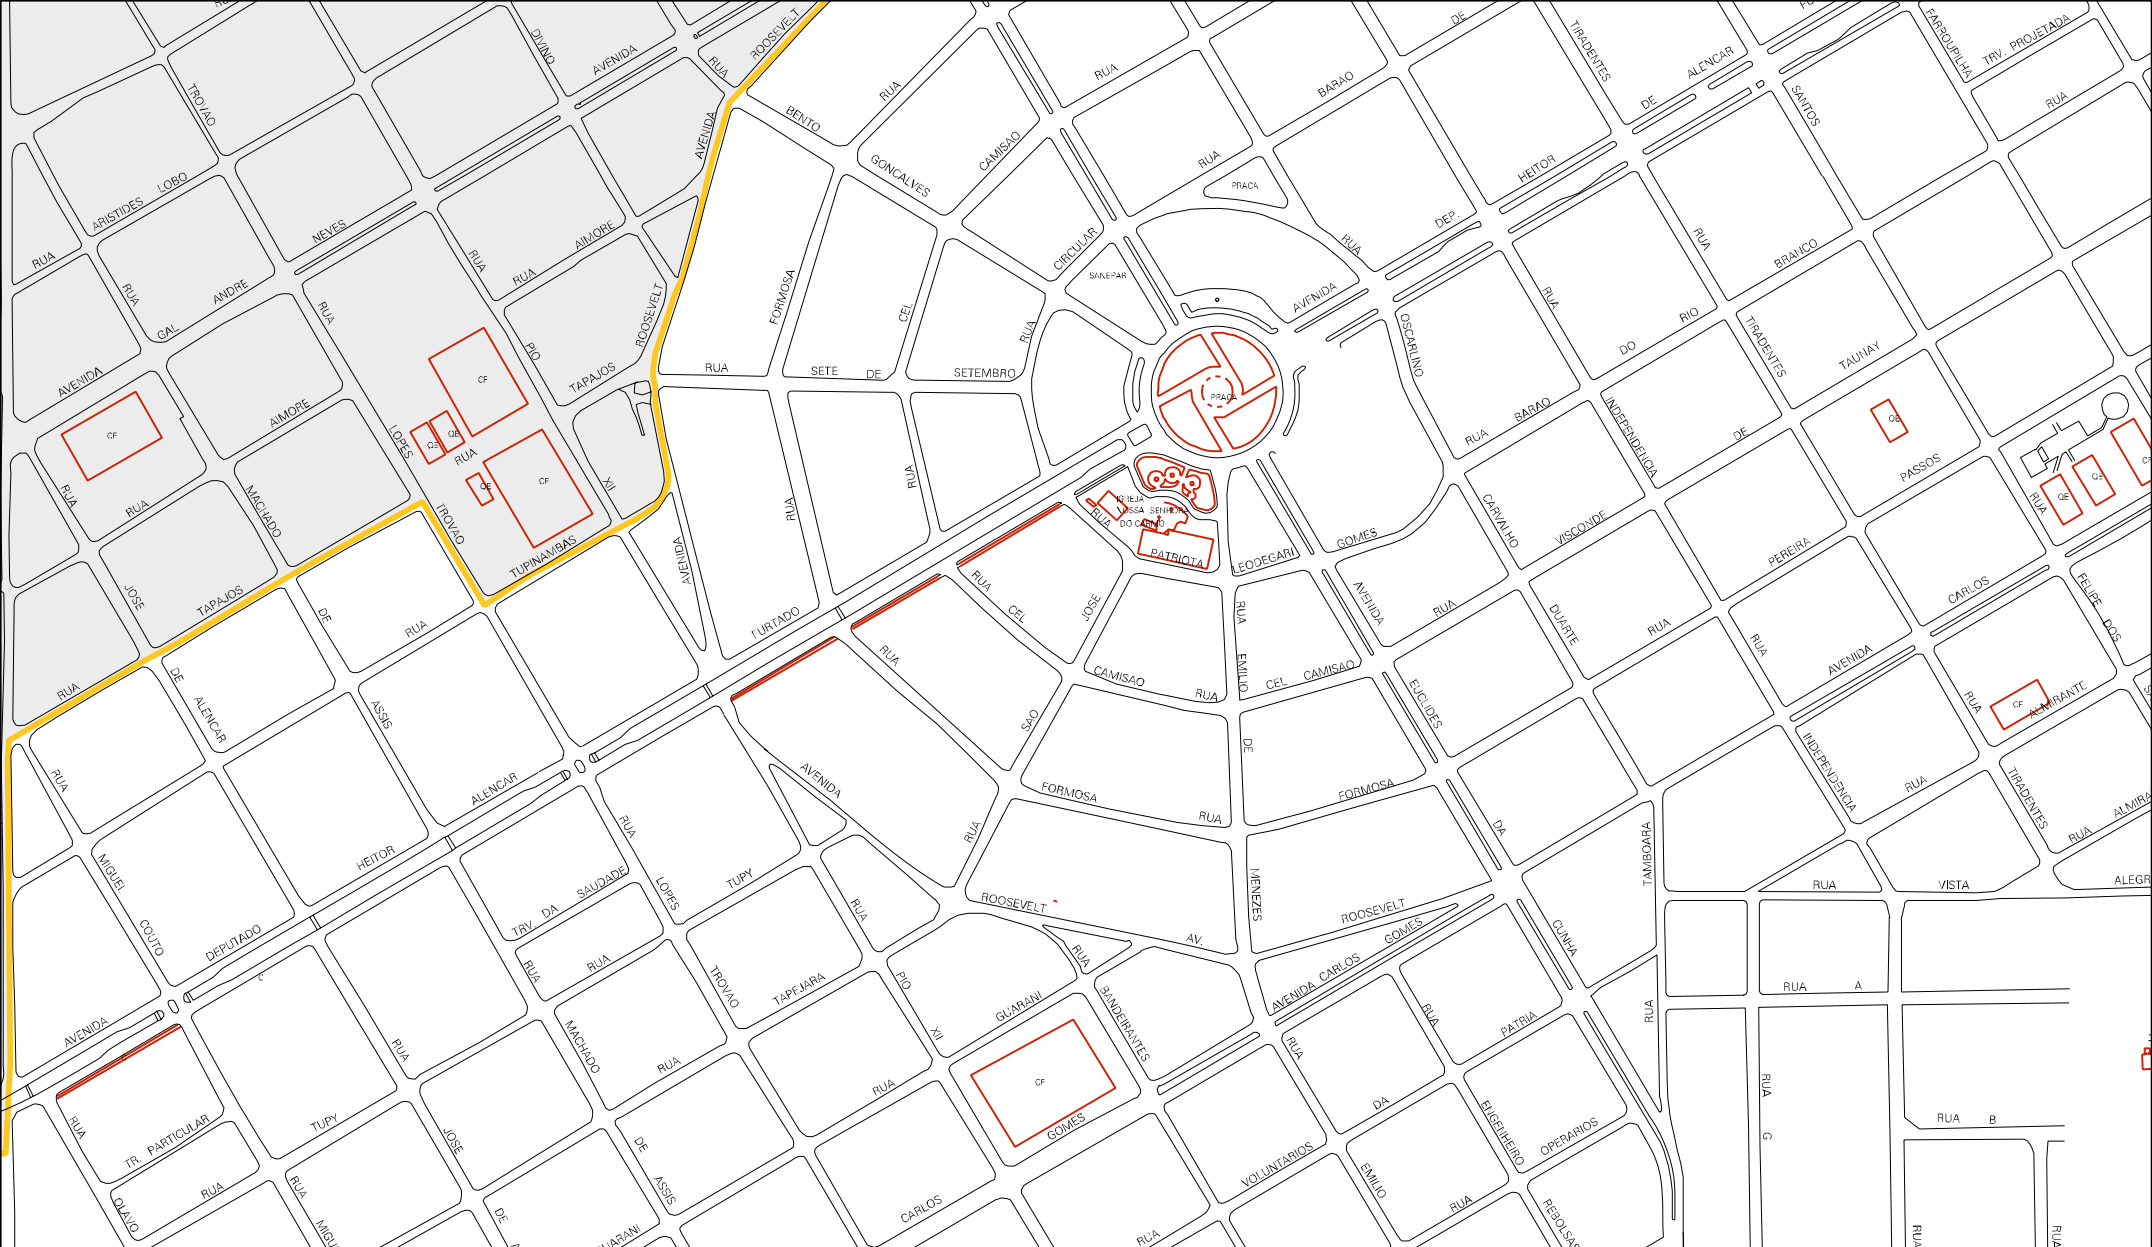 ROOSEVELT
RUA
DIVINO
AVENIDA
TROVAO
BENTO
RUA
RUA
BARAO
DE
TIRADENTES
ALENCAR
DE
FARROUPILHA
TRV. PROJETADA
RUA
SANTOS
AVENIDA
GONCALVES
CAMISAO
RUA
PRACA
HEITOR
ARISTIDES
LOBO
NEVES
RUA
AIMORE
RUA
RUA
CIRCULAR
SANEPAR
RUA
DEP.
RUA
BRANCO
RUA
RUA
GAL
ANDRE
RUA
ROOSEVELT
FORMOSA
CEL
RUA
AVENIDA
OSCARLINO
RUA
DO
RIO
TIRADENTES
TAUNAY
AVENIDA
AIMORE
PIO
TAPAJOS
RUA
SETE
DE
SETEMBRO
PRACA
CF
CF
QE
QE
LOPES
RUA
RUA
BARAO
INDEPENDENCIA
DE
QE
PASSOS
RUA
RUA
MACHADO
TROVAO
QE
CF
XII
RUA
RUA
IGREJA
NOSSA SENHORA
DO CARMO
RUA
PATRIOTA
LEODEGARI
GOMES
CARVALHO
VISCONDE
PEREIRA
RUA
QE
QE
TUPINAMBAS
AVENIDA
JOSE
TAPAJOS
DE
RUA
FURTADO
RUA
CEL
JOSE
RUA
AVENIDA
RUA
DUARTE
RUA
RUA
CARLOS
FELIPE
DOS
RUA
DE
ALENCAR
ASSIS
RUA
SAO
CAMISAO
RUA
EMILIO
CEL
CAMISAO
EUCLIDES
AVENIDA
RUA
CF
ALMIRANTE
RUA
ALENCAR
AVENIDA
DE
FORMOSA
RUA
FORMOSA
DA
INDEPENDENCIA
RUA
TIRADENTES
RUA
MIGUEL
COUTO
HEITOR
RUA
TRV.
DA
SAUDADE
LOPES
TUPY
RUA
RUA
TAMBOARA
RUA
VISTA
DEPUTADO
RUA
RUA
TROVAO
TAPEJARA
PIO
ROOSEVELT
AV.
RUA
MENEZES
ROOSEVELT
GOMES
AVENIDA CARLOS
CUNHA
AVENIDA
RUA
MACHADO
RUA
XII
GUARANI
BANDEIRANTES
RUA
RUA
PATRIA
RUA
RUA
A
RUA
TR. PARTICULAR
TUPY
JOSE
DE
RUA
CF
GOMES
DA
ENGENHEIRO
OPERARIOS
RUA
G
RUA
B
OLAVO
RUA
RUA
ASSIS
CARLOS
VOLUNTARIOS
EMILIO
RUA
DE
RUA
RUA
RUA